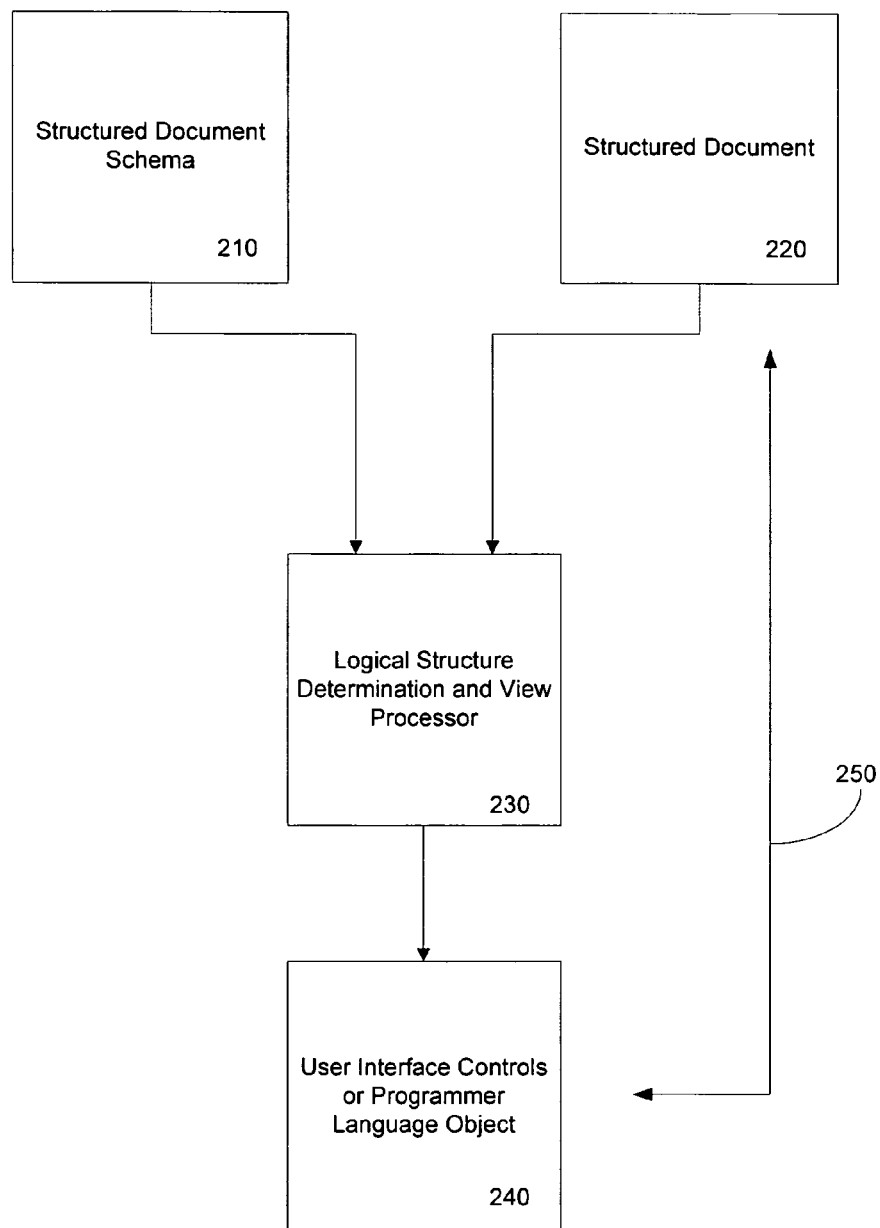 Structured Document
Schema
210
Structured Document
220
Logical Structure
Determination and View
Processor
230
250
User Interface Controls
or Programmer
Language Object
240